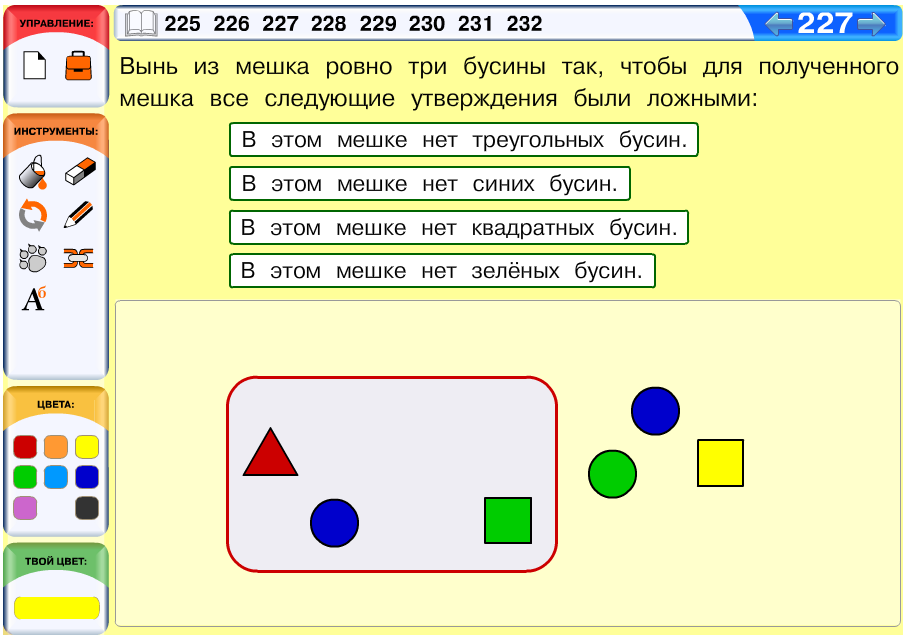 УПРАВЛЕНИЕ:
225 226 227 228 229 230 231 232
227
Вынь из мешка ровно три бусины так, чтобы для полученного
мешка все следующие утверждения были ложными:
В этом мешке нет треугольных бусин.
В этом мешке нет синих бусин.
В этом мешке нет квадратных бусин.
В этом мешке нет зелёных бусин.
ИНСТРУМЕНТЫ:
Аб
ЦВЕТА:
ТВОЙ ЦВЕТ: